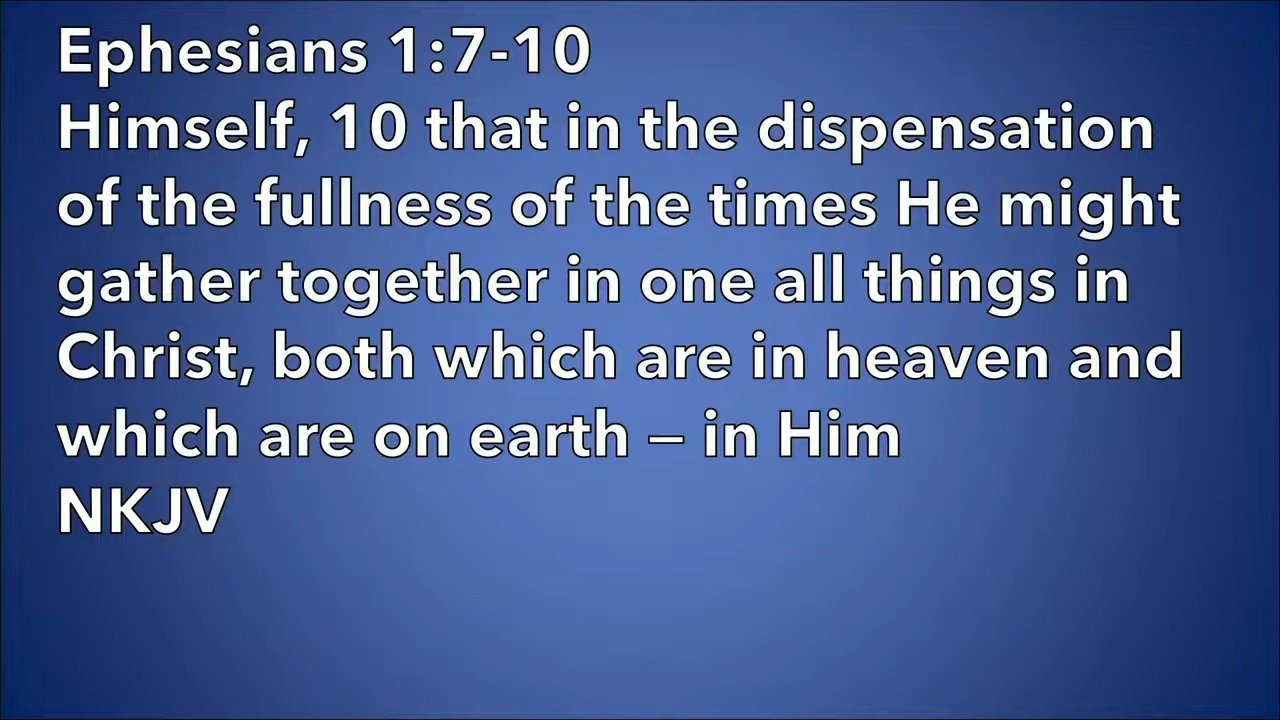 Ephesians 1:7-10
Himself, 10 that in the dispensation
of the fullness of the times He might
gather together in one all things in
Christ, both which are in heaven and
which are on earth — in Him
NKJV